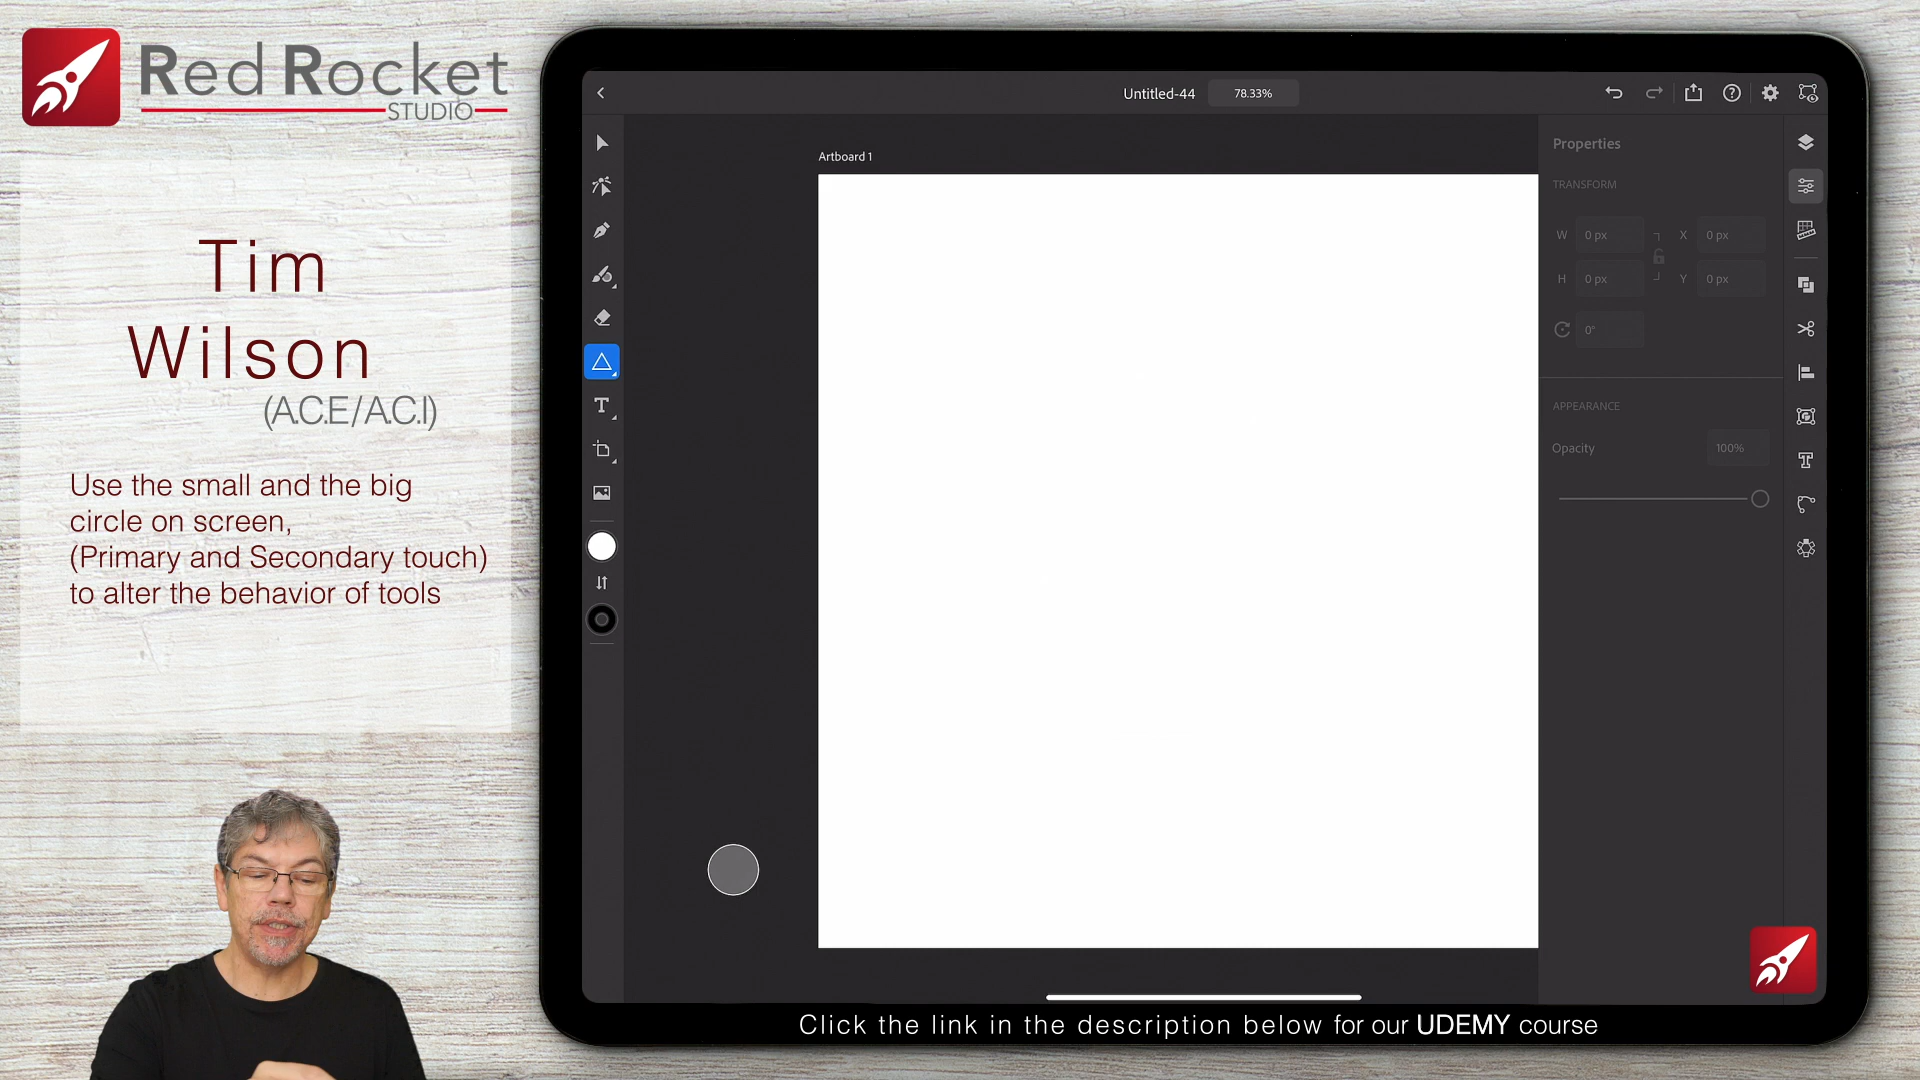 Red Rocket
STUDIO
Tim
Wilson
(A.C.E/A.C.I)
Use the small and the big
circle on screen,
(Primary and Secondary touch)
to alter the behavior of tools
Untitled-44
78.33%
Artboard 1
Properties
TRANSFORM
W 0 px X 0 px
H 0 px Y 0 px
0°
APPEARANCE
Opacity 100%
Click the link in the description below for our UDEMY course